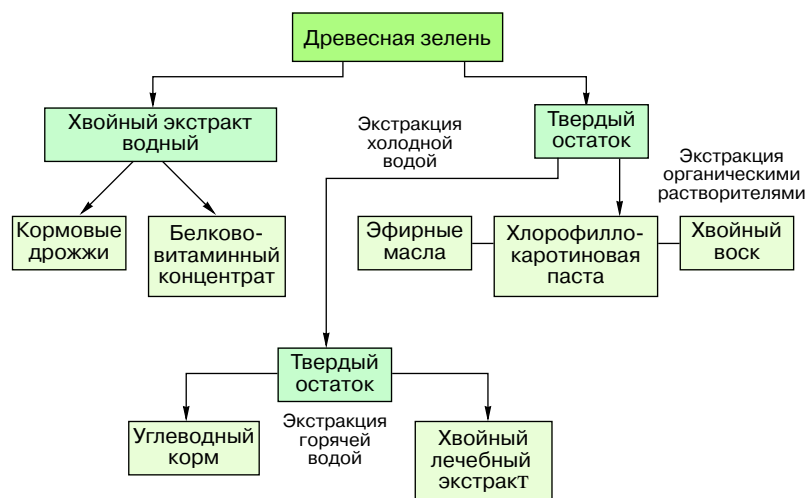 Древесная зелень
Хвойный экстракт
водный
Экстракция
холодной
водой
Твердый
остаток
Экстракция
органическими
растворителями
Кормовые
дрожжи
Белково-
витаминный
концентрат
Эфирные
масла
Хлорофилло-
каротиновая
паста
Хвойный
воск
Твердый
остаток
Углеводный
корм
Экстракция
горячей
водой
Хвойный
лечебный
экстракт